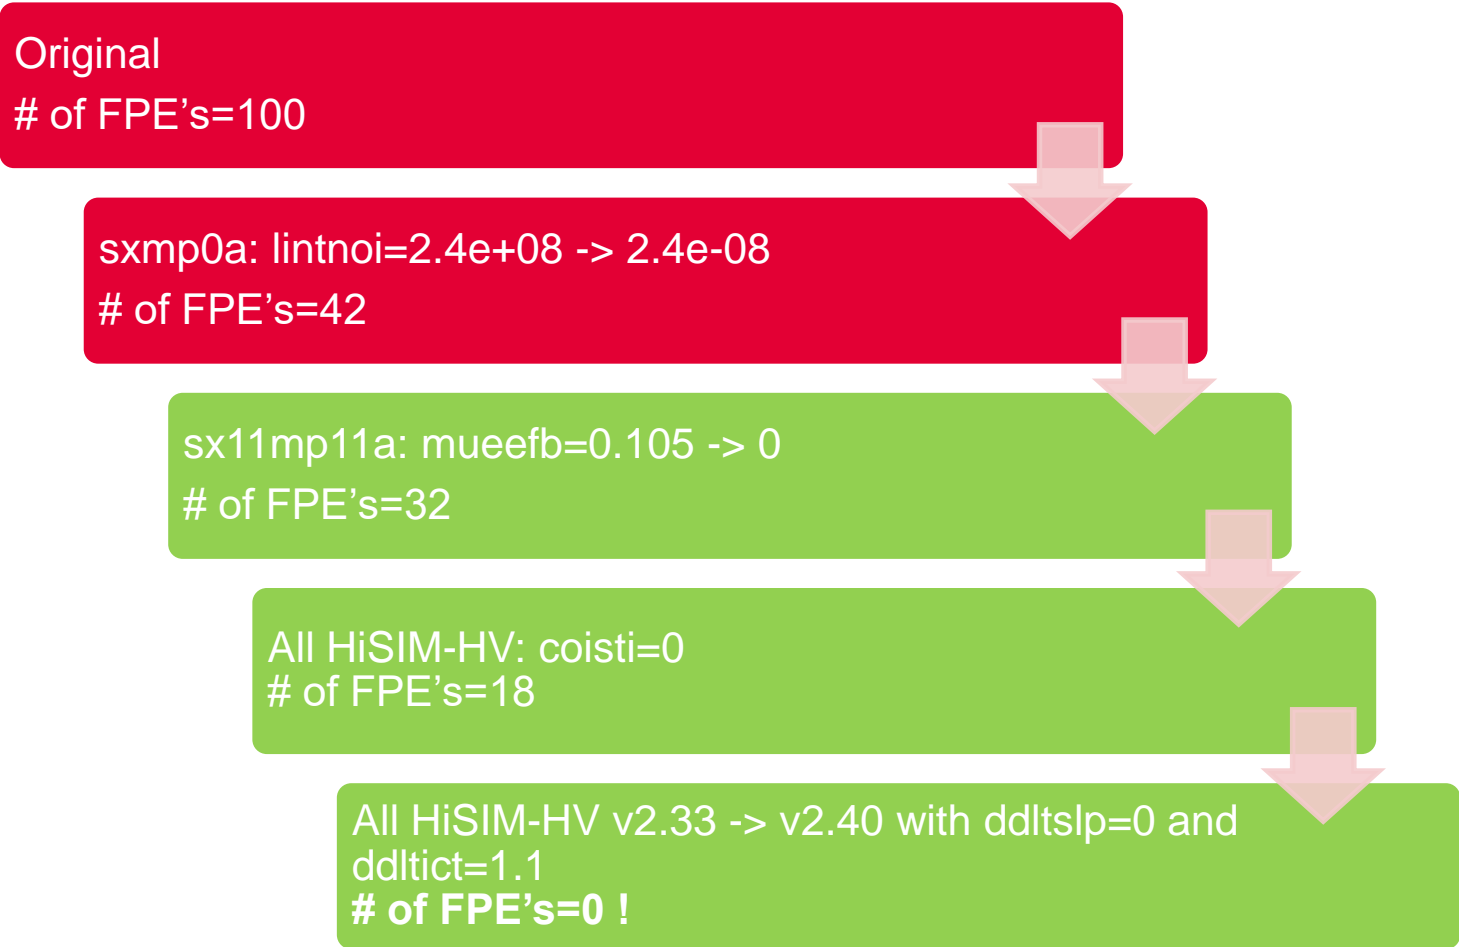 Original
# of FPE’s=100
sxmp0a: lintnoi=2.4e+08 -> 2.4e-08
# of FPE’s=42
sx11mp11a: mueefb=0.105 -> 0
# of FPE’s=32
All HiSIM-HV: coisti=0
# of FPE’s=18
All HiSIM-HV v2.33 -> v2.40 with ddltslp=0 and
ddltict=1.1
# of FPE’s=0 !